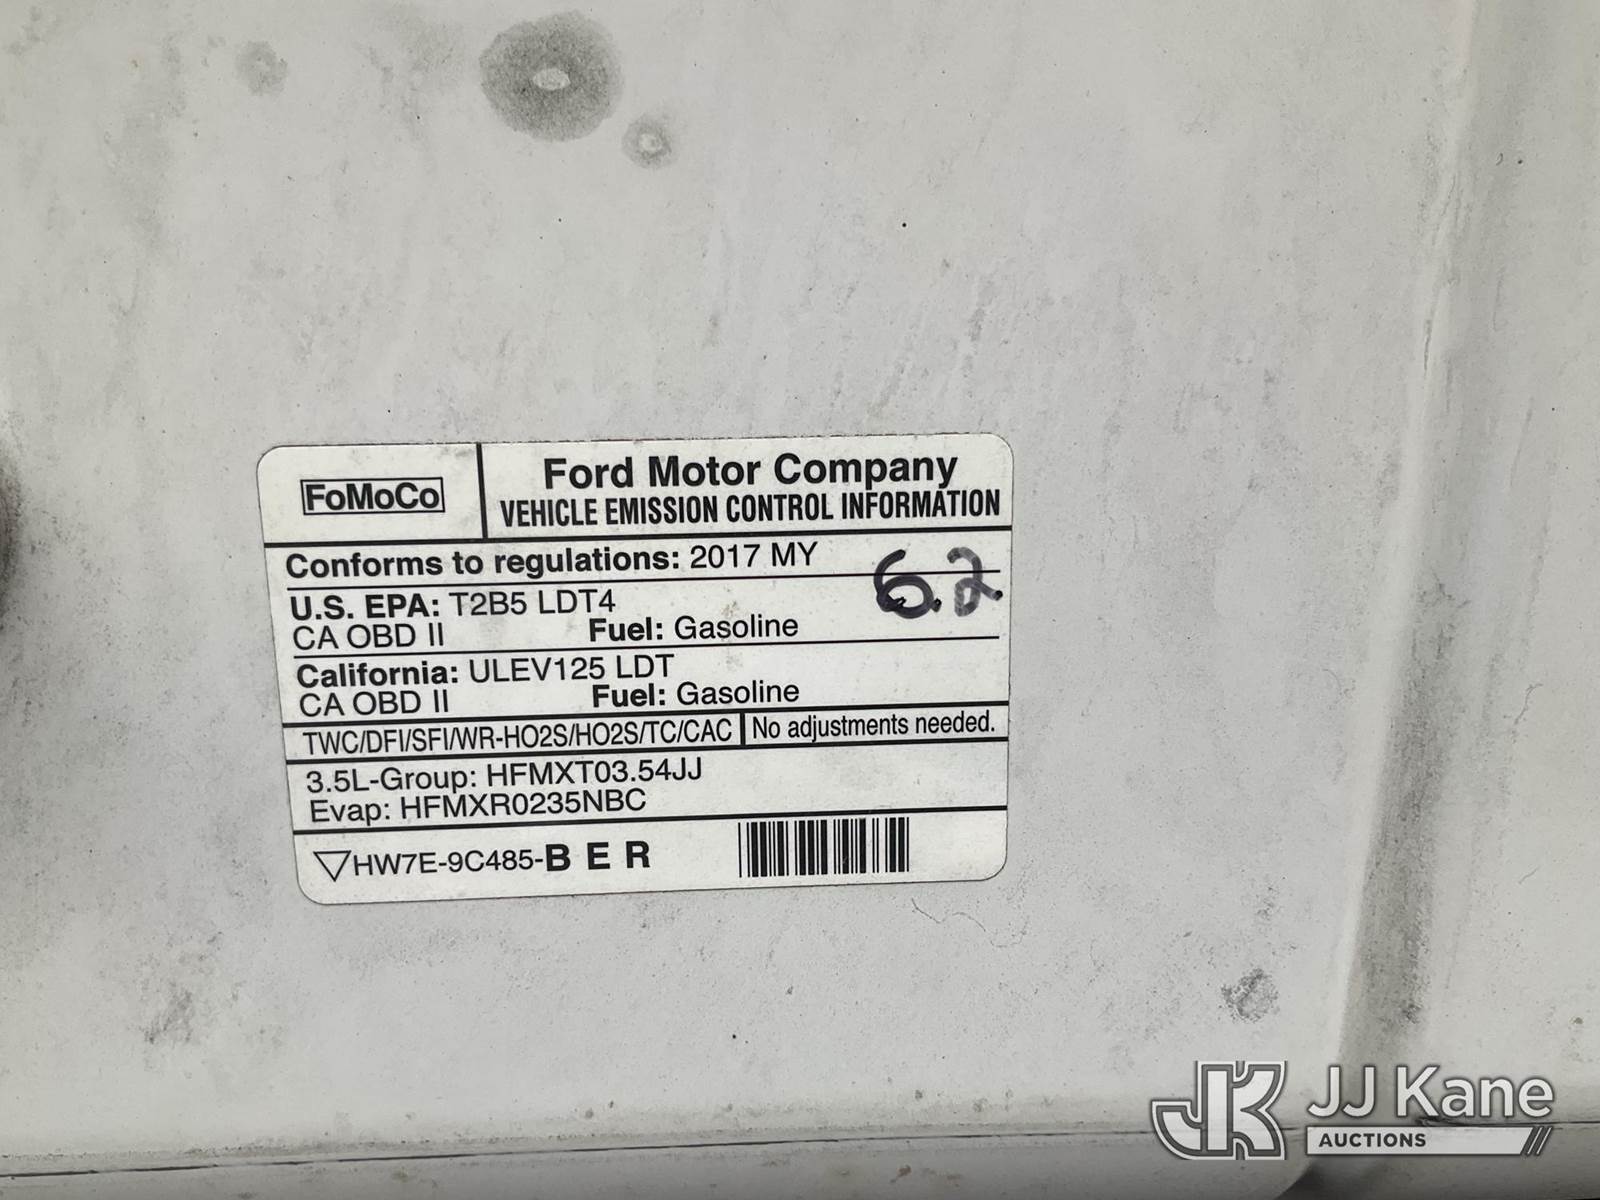 FoMoCo
Ford Motor Company
VEHICLE EMISSION CONTROL INFORMATION
Conforms to regulations: 2017 MY
6.2.
U.S. EPA: T2B5 LDT4
CA OBD II Fuel: Gasoline
California: ULEV125 LDT
CA OBD II Fuel: Gasoline
TWC/DFI/SFI/WR-HO2S/HO2S/TC/CAC No adjustments needed.
3.5L-Group: HFMXT03.54JJ
Evap: HFMXR0235NBC
HW7E-9C485-B E R
JK JJ Kane
AUCTIONS